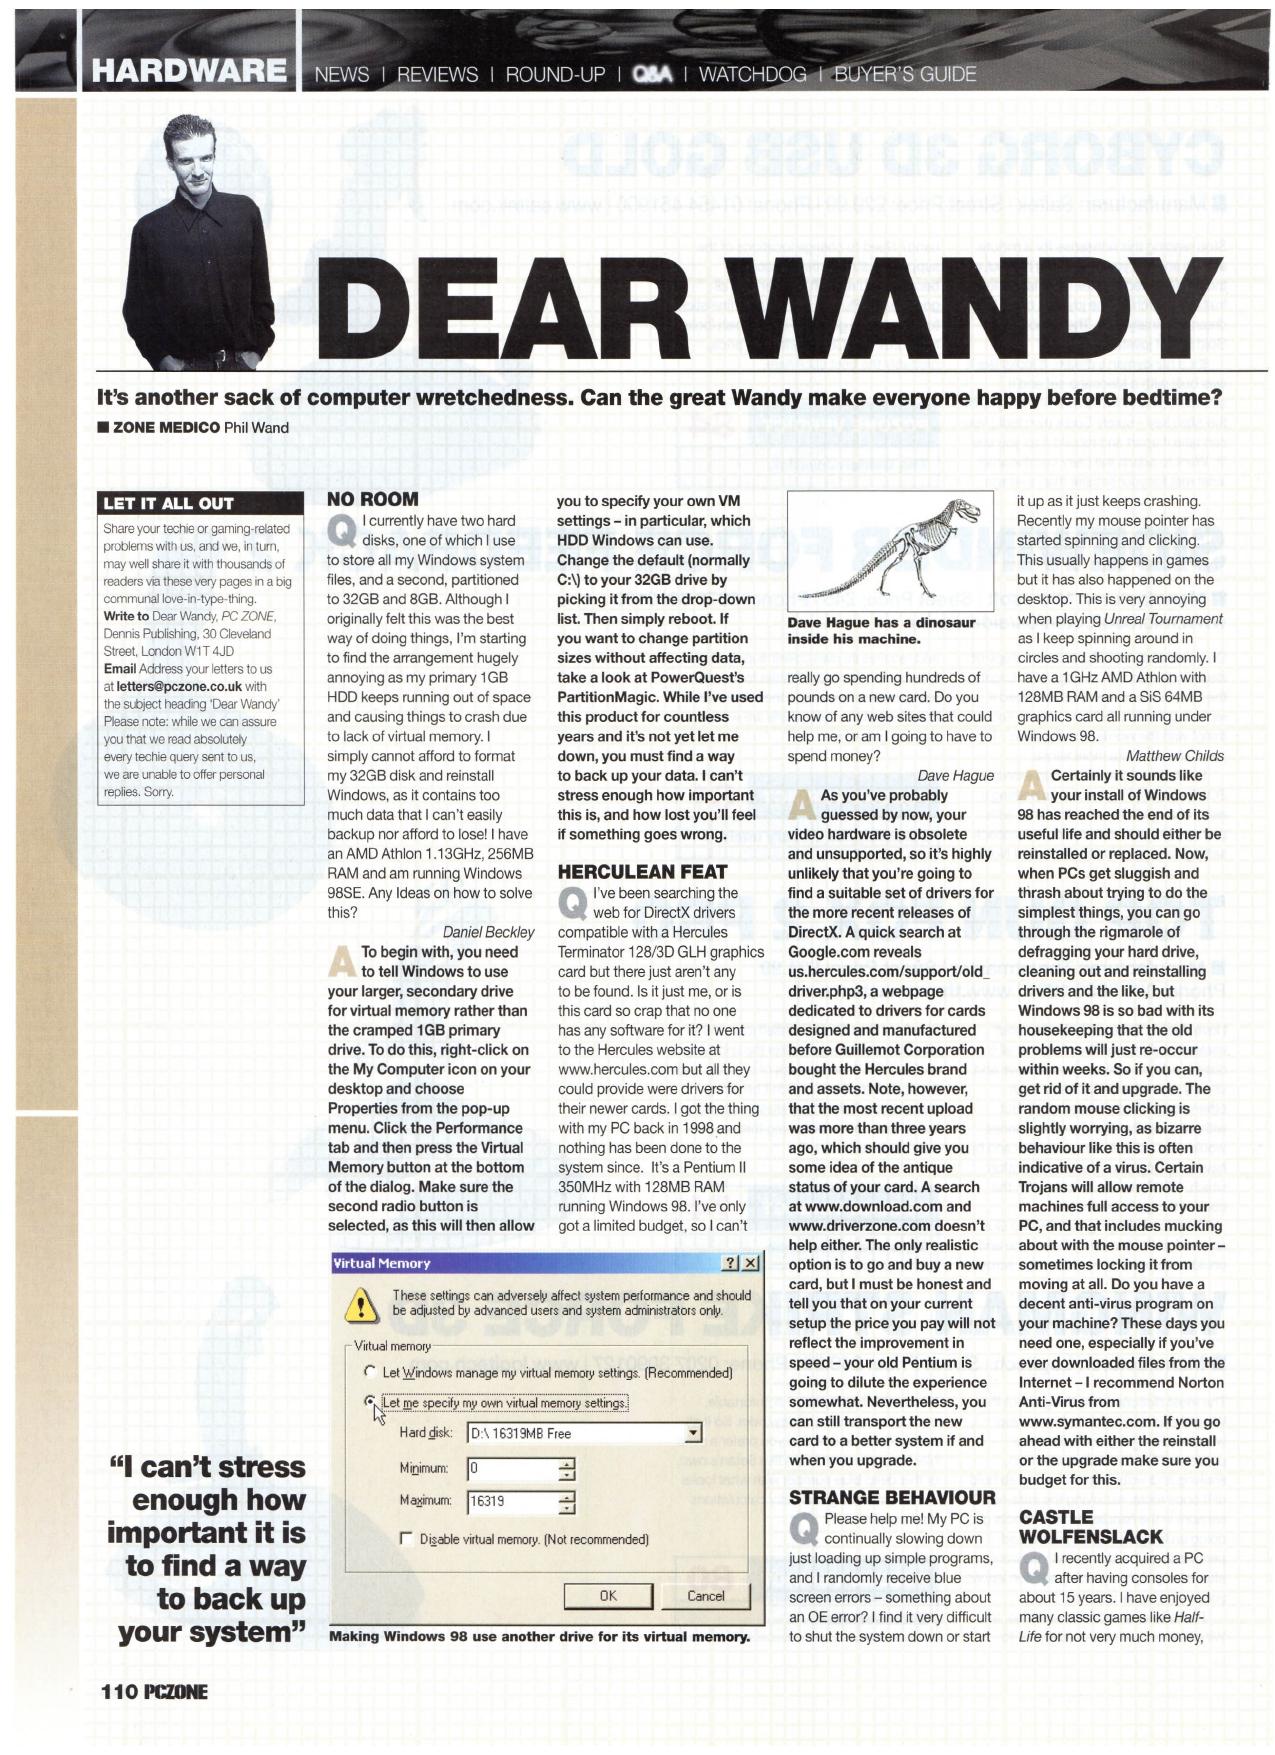 HARDWARE
NEWS | REVIEWS | ROUND-UP | Q&A | WATCHDOG | BUYER'S GUIDE
DEAR WANDY
It's another sack of computer wretchedness. Can the great Wandy make everyone happy before bedtime?
■ ZONE MEDICO Phil Wand
LET IT ALL OUT
Share your techie or gaming-related
problems with us, and we, in turn,
may well share it with thousands of
readers via these very pages in a big
communal love-in-type-thing.
Write to Dear Wandy, PC ZONE,
Dennis Publishing, 30 Cleveland
Street, London W1T 4JD
Email Address your letters to us
at letters@pczone.co.uk with
the subject heading 'Dear Wandy'
Please note: while we can assure
you that we read absolutely
every techie query sent to us,
we are unable to offer personal
replies. Sorry.
"I can't stress
enough how
important it is
to find a way
to back up
your system"
NO ROOM
Q I currently have two hard
disks, one of which I use
to store all my Windows system
files, and a second, partitioned
to 32GB and 8GB. Although I
originally felt this was the best
way of doing things, I'm starting
to find the arrangement hugely
annoying as my primary 1GB
HDD keeps running out of space
and causing things to crash due
to lack of virtual memory. I
simply cannot afford to format
my 32GB disk and reinstall
Windows, as it contains too
much data that I can't easily
backup nor afford to lose! I have
an AMD Athlon 1.13GHz, 256MB
RAM and am running Windows
98SE. Any Ideas on how to solve
this?
Daniel Beckley
A To begin with, you need
to tell Windows to use
your larger, secondary drive
for virtual memory rather than
the cramped 1GB primary
drive. To do this, right-click on
the My Computer icon on your
desktop and choose
Properties from the pop-up
menu. Click the Performance
tab and then press the Virtual
Memory button at the bottom
of the dialog. Make sure the
second radio button is
selected, as this will then allow
you to specify your own VM
settings – in particular, which
HDD Windows can use.
Change the default (normally
C:\) to your 32GB drive by
picking it from the drop-down
list. Then simply reboot. If
you want to change partition
sizes without affecting data,
take a look at PowerQuest's
PartitionMagic. While I've used
this product for countless
years and it's not yet let me
down, you must find a way
to back up your data. I can't
stress enough how important
this is, and how lost you'll feel
if something goes wrong.
HERCULEAN FEAT
Q I've been searching the
web for DirectX drivers
compatible with a Hercules
Terminator 128/3D GLH graphics
card but there just aren't any
to be found. Is it just me, or is
this card so crap that no one
has any software for it? I went
to the Hercules website at
www.hercules.com but all they
could provide were drivers for
their newer cards. I got the thing
with my PC back in 1998 and
nothing has been done to the
system since. It's a Pentium II
350MHz with 128MB RAM
running Windows 98. I've only
got a limited budget, so I can't
Virtual Memory
These settings can adversely affect system performance and should
be adjusted by advanced users and system administrators only.
Virtual memory
Let Windows manage my virtual memory settings. (Recommended)
Let me specify my own virtual memory settings.
Hard disk: D:\ 16319MB Free
Minimum: 0
Maximum: 16319
Disable virtual memory. (Not recommended)
OK Cancel
Making Windows 98 use another drive for its virtual memory.
Dave Hague has a dinosaur
inside his machine.
really go spending hundreds of
pounds on a new card. Do you
know of any web sites that could
help me, or am I going to have to
spend money?
Dave Hague
A As you've probably
guessed by now, your
video hardware is obsolete
and unsupported, so it's highly
unlikely that you're going to
find a suitable set of drivers for
the more recent releases of
DirectX. A quick search at
Google.com reveals
us.hercules.com/support/old_
driver.php3, a webpage
dedicated to drivers for cards
designed and manufactured
before Guillemot Corporation
bought the Hercules brand
and assets. Note, however,
that the most recent upload
was more than three years
ago, which should give you
some idea of the antique
status of your card. A search
at www.download.com and
www.driverzone.com doesn't
help either. The only realistic
option is to go and buy a new
card, but I must be honest and
tell you that on your current
setup the price you pay will not
reflect the improvement in
speed – your old Pentium is
going to dilute the experience
somewhat. Nevertheless, you
can still transport the new
card to a better system if and
when you upgrade.
STRANGE BEHAVIOUR
Q Please help me! My PC is
continually slowing down
just loading up simple programs,
and I randomly receive blue
screen errors – something about
an OE error? I find it very difficult
to shut the system down or start
it up as it just keeps crashing.
Recently my mouse pointer has
started spinning and clicking.
This usually happens in games
but it has also happened on the
desktop. This is very annoying
when playing Unreal Tournament
as I keep spinning around in
circles and shooting randomly. I
have a 1GHz AMD Athlon with
128MB RAM and a SiS 64MB
graphics card all running under
Windows 98.
Matthew Childs
A Certainly it sounds like
your install of Windows
98 has reached the end of its
useful life and should either be
reinstalled or replaced. Now,
when PCs get sluggish and
thrash about trying to do the
simplest things, you can go
through the rigmarole of
defragging your hard drive,
cleaning out and reinstalling
drivers and the like, but
Windows 98 is so bad with its
housekeeping that the old
problems will just re-occur
within weeks. So if you can,
get rid of it and upgrade. The
random mouse clicking is
slightly worrying, as bizarre
behaviour like this is often
indicative of a virus. Certain
Trojans will allow remote
machines full access to your
PC, and that includes mucking
about with the mouse pointer –
sometimes locking it from
moving at all. Do you have a
decent anti-virus program on
your machine? These days you
need one, especially if you've
ever downloaded files from the
Internet – I recommend Norton
Anti-Virus from
www.symantec.com. If you go
ahead with either the reinstall
or the upgrade make sure you
budget for this.
CASTLE
WOLFENSLACK
Q I recently acquired a PC
after having consoles for
about 15 years. I have enjoyed
many classic games like Half-
Life for not very much money,
110 PCZONE